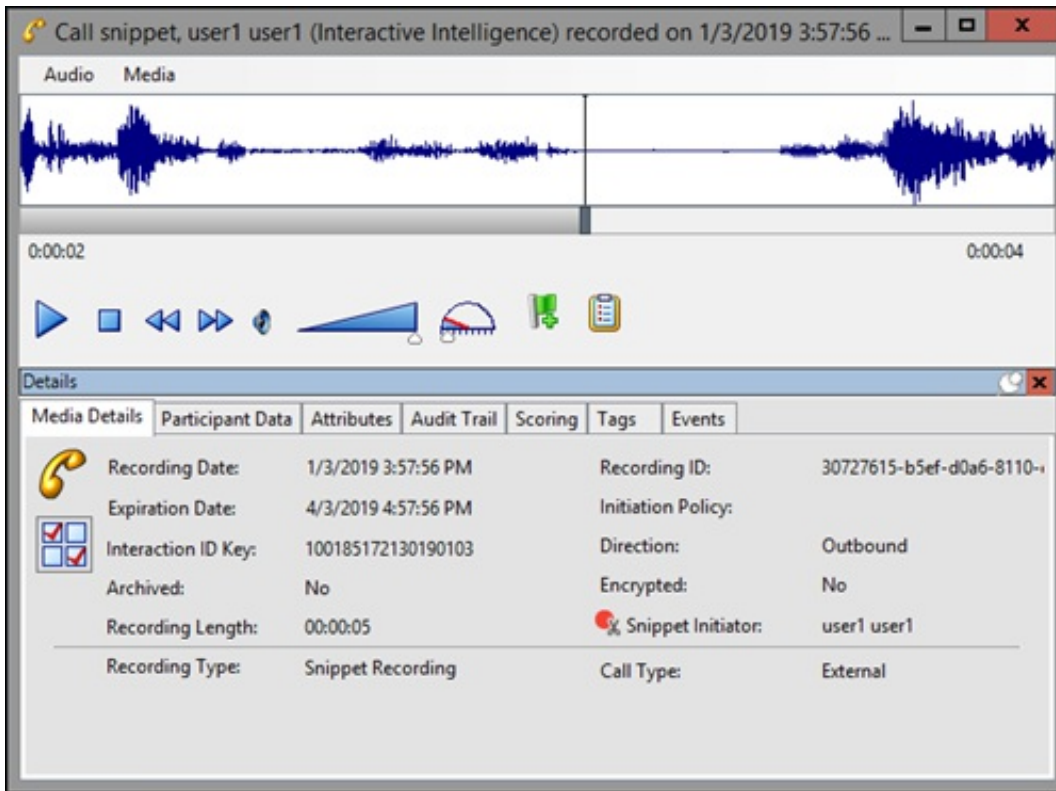 Call snippet, user1 user1 (Interactive Intelligence) recorded on 1/3/2019 3:57:56 ...
Audio Media
0:00:02 0:00:04
Details
Media Details Participant Data Attributes Audit Trail Scoring Tags Events
Recording Date: 1/3/2019 3:57:56 PM Recording ID: 30727615-b5ef-d0a6-8110-
Expiration Date: 4/3/2019 4:57:56 PM Initiation Policy:
Interaction ID Key: 100185172130190103 Direction: Outbound
Archived: No Encrypted: No
Recording Length: 00:00:05 Snippet Initiator: user1 user1
Recording Type: Snippet Recording Call Type: External